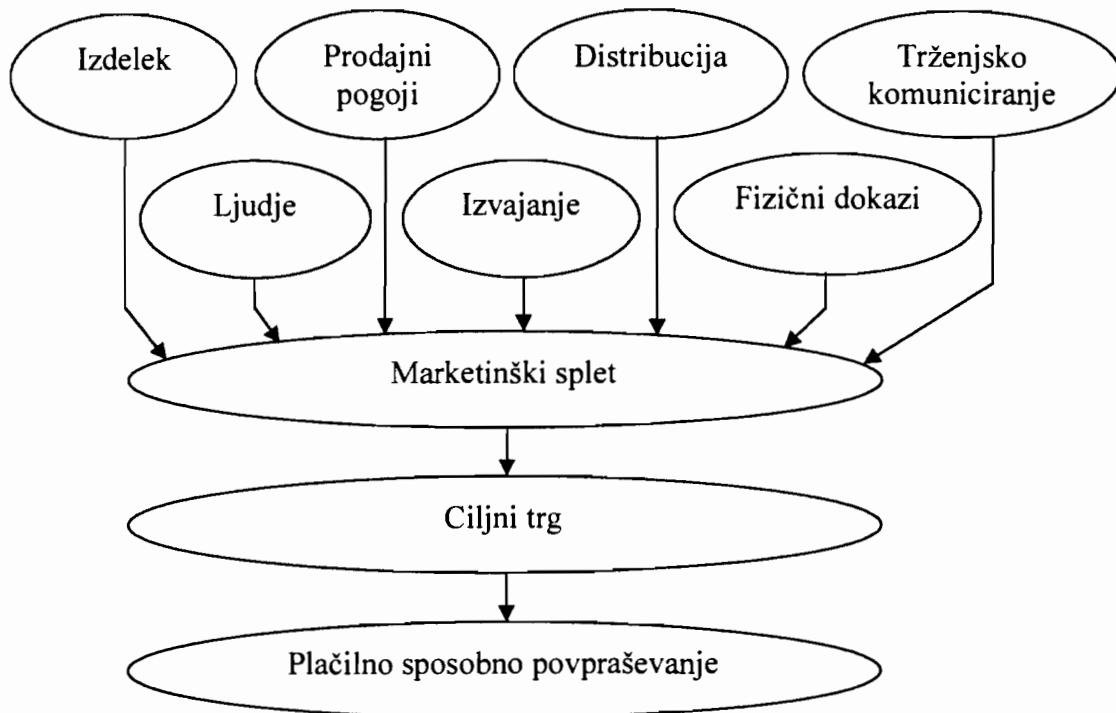 Izdelek
Prodajni
pogoji
Distribucija
Trženjsko
komuniciranje
Ljudje
Izvajanje
Fizični dokazi
Marketinški splet
Ciljni trg
Plačilno sposobno povpraševanje